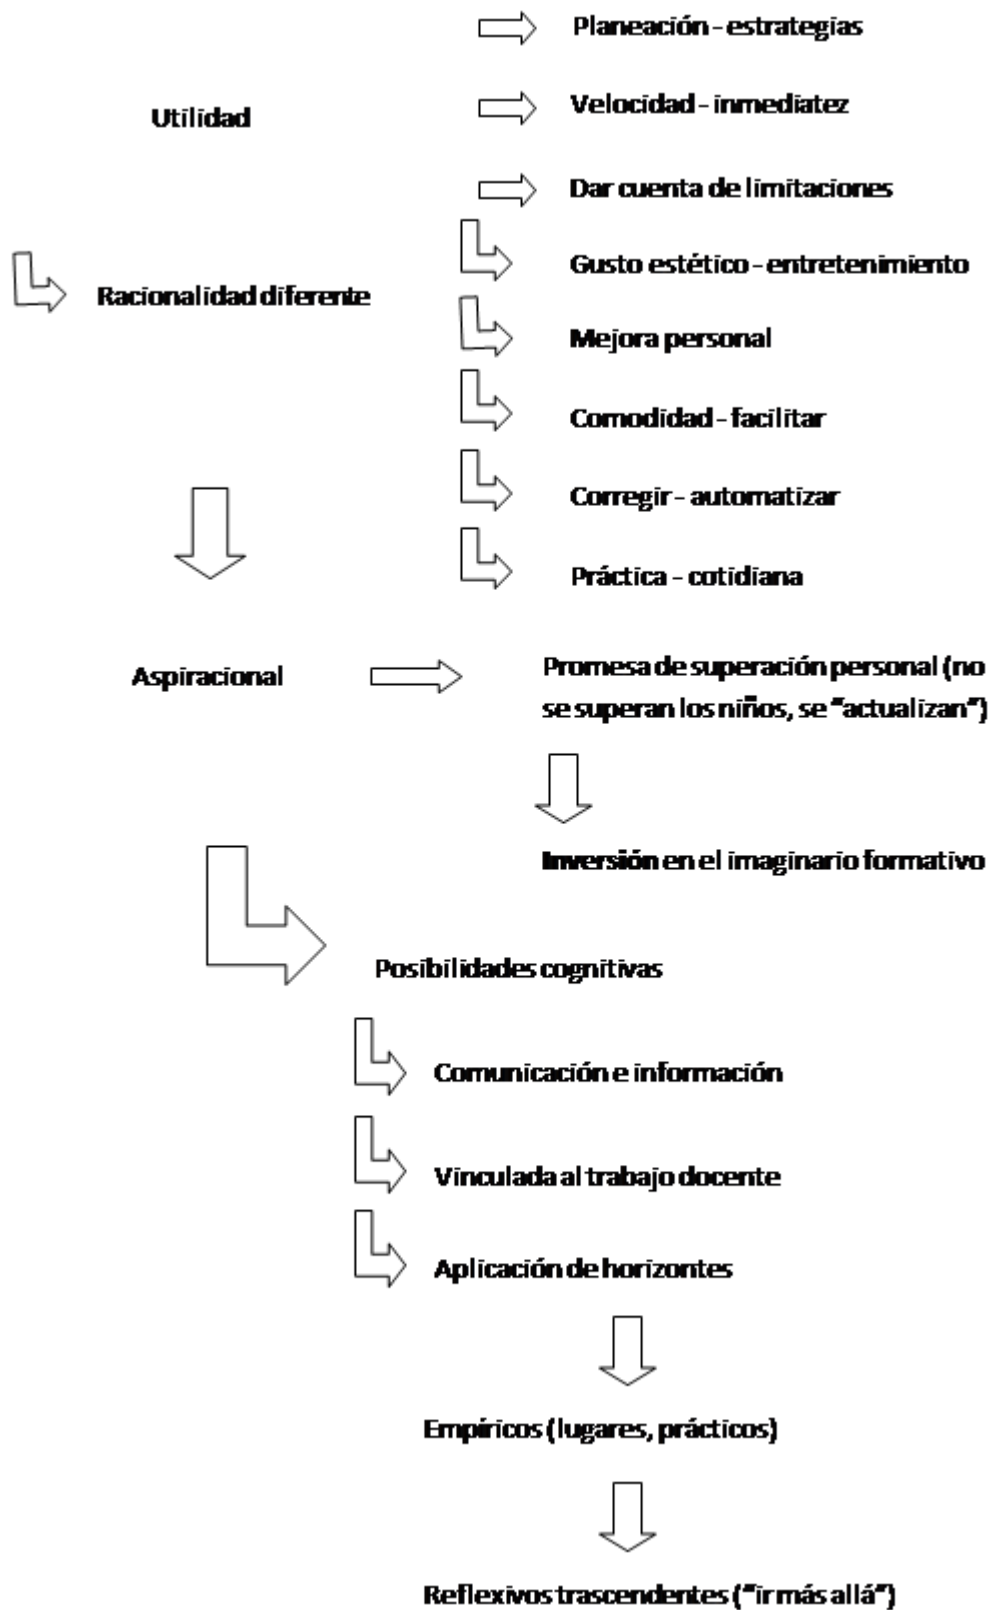 Planeación - estrategias
Utilidad
Velocidad - inmediatez
Dar cuenta de limitaciones
Gusto estético - entretenimiento
Racionalidad diferente
Mejora personal
Comodidad - facilitar
Corregir - automatizar
Práctica - cotidiana
Aspiracional
Promesa de superación personal (no
se superan los niños, se "actualizan")
Inversión en el imaginario formativo
Posibilidades cognitivas
Comunicación e información
Vinculada al trabajo docente
Aplicación de horizontes
Empíricos (lugares, prácticos)
Reflexivos trascendentes ("ir más allá")